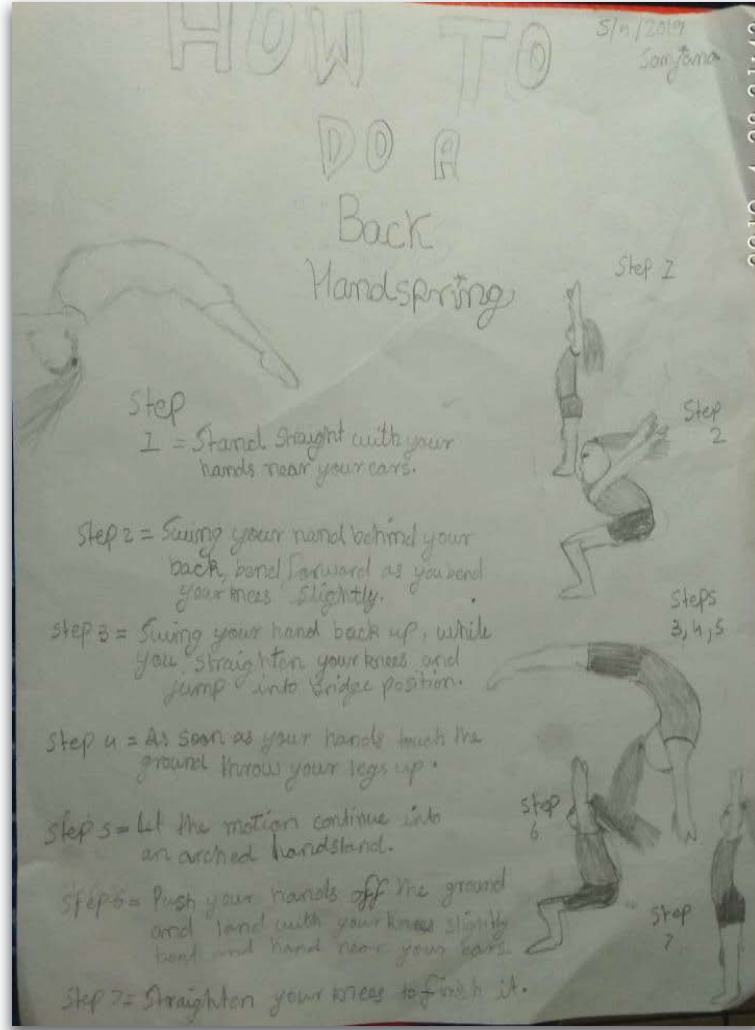 HOW TO
5/11/2019
Sanjana
DO A
Back
Handspring
Step 1
Step
2
Step
1 = Stand Straight with your
hands near your ears.
Step 2 = Swing your hand behind your
back, bend forward as you bend
your knees slightly.
Steps
3,4,5
Step 3 = Swing your hand back up, while
you straighten your knees and
jump into bridge position.
Step 4 = As soon as your hands touch the
ground throw your legs up.
Step 5 = Let the motion continue into
an arched handstand.
Step
6
Step 6 = Push your hands off the ground
and land with your knees slightly
bent and hand near your ears
Step
7
Step 7 = Straighten your knees to finish it.